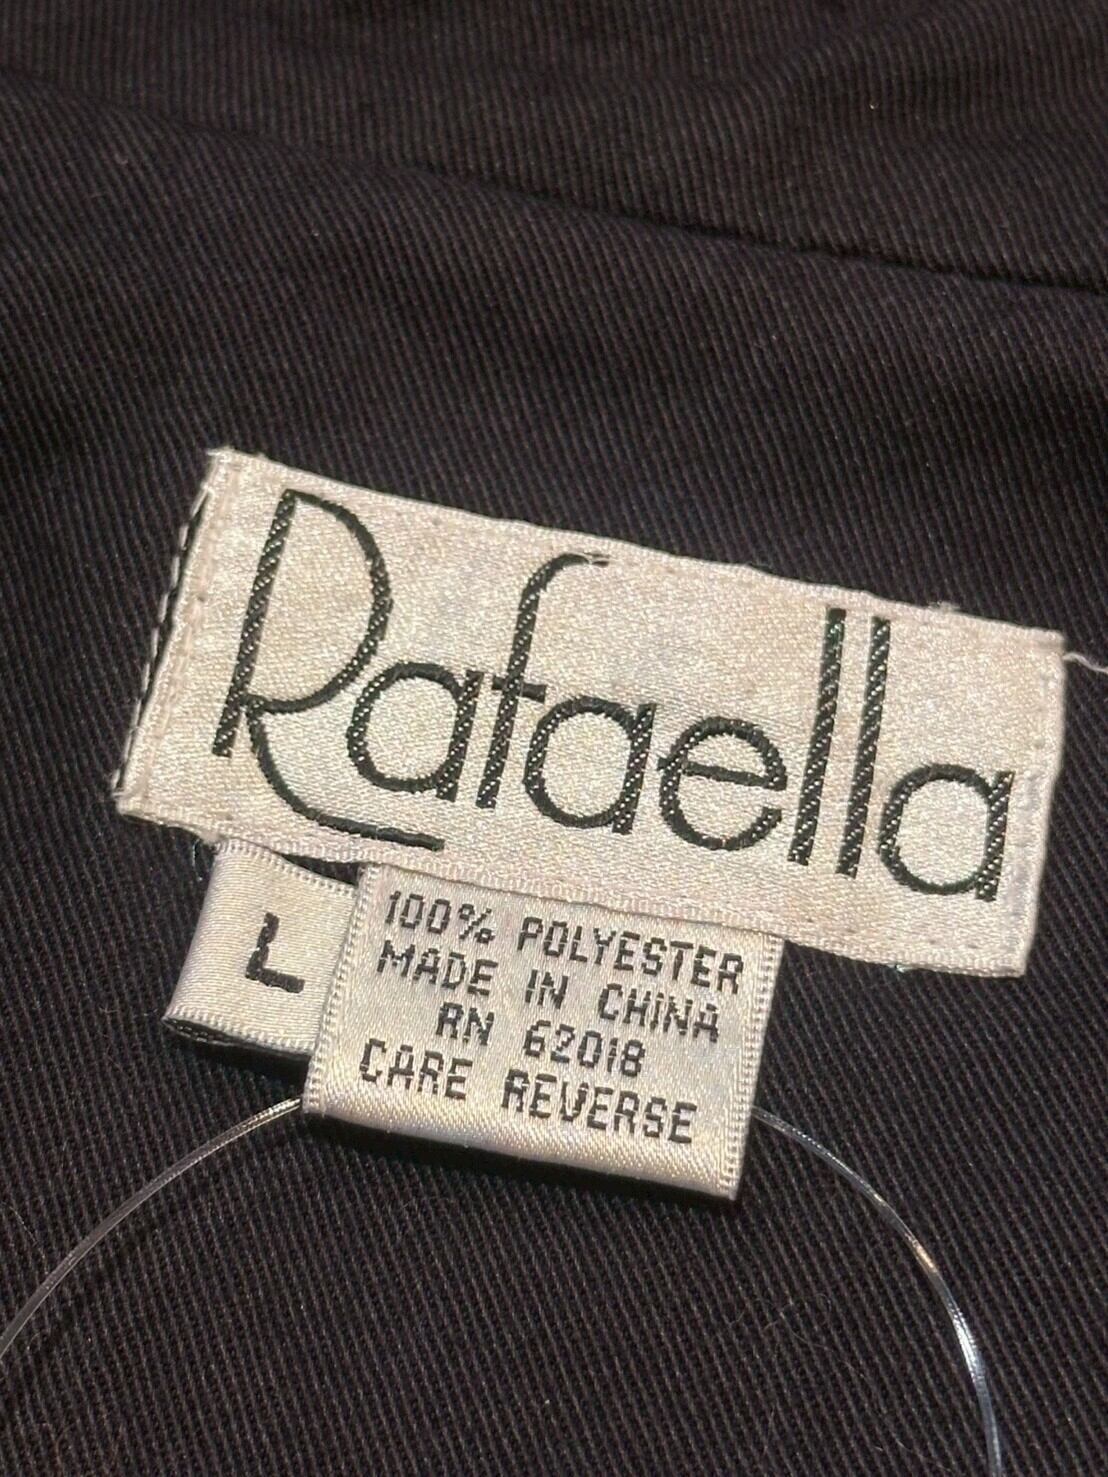 Rafaella
L
100% POLYESTER
MADE IN CHINA
RN 62018
CARE REVERSE